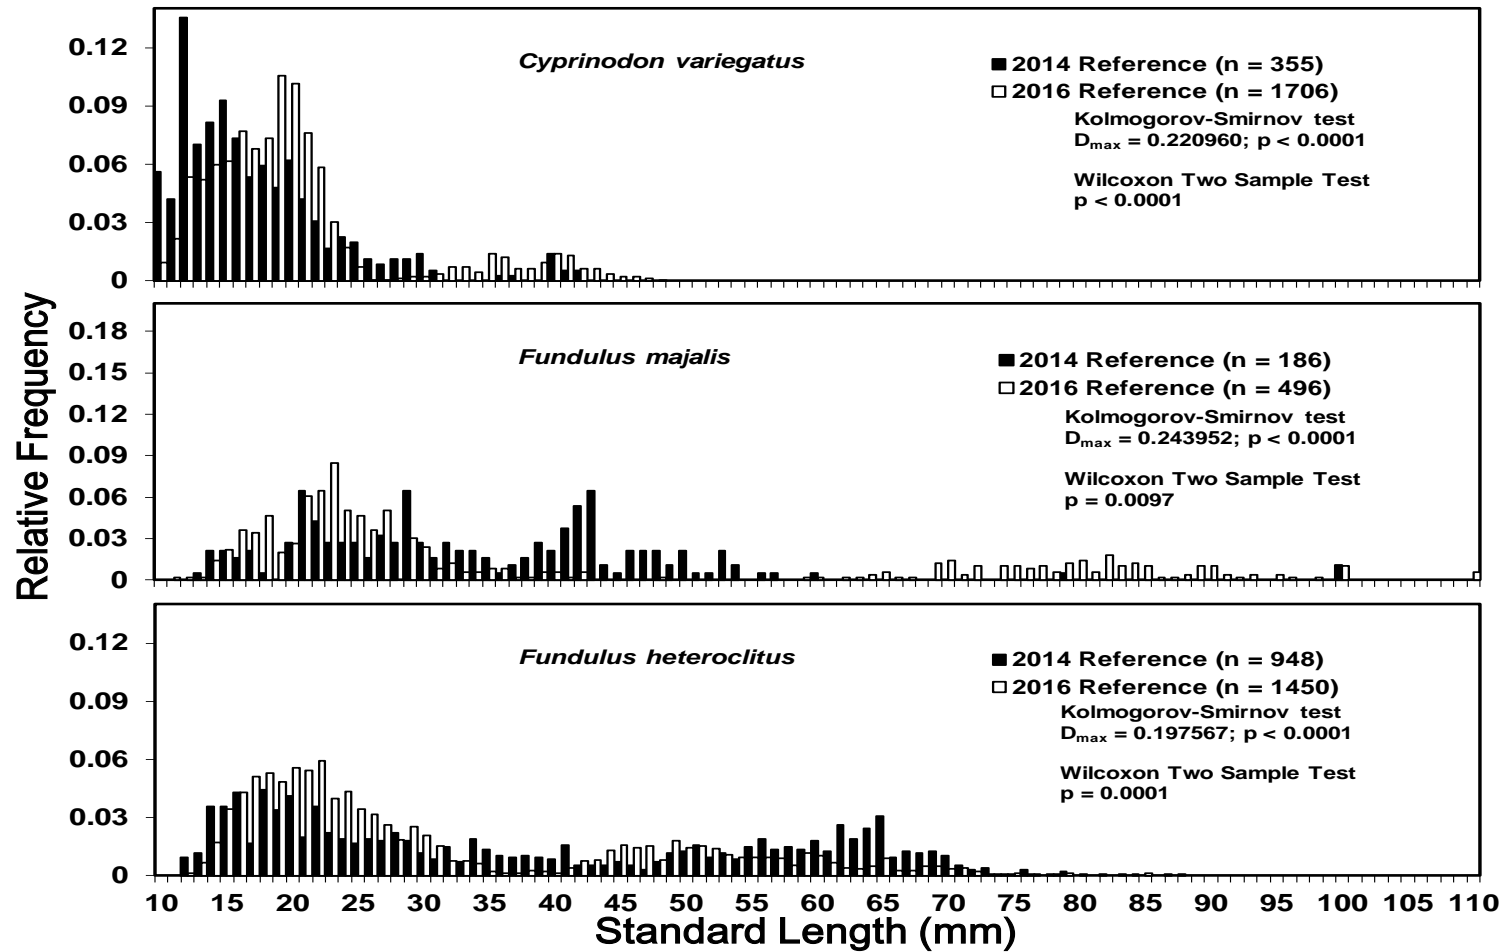 Relative Frequency
0.12
0.09
0.06
0.03
0
Cyprinodon variegatus
2014 Reference (n = 355)
2016 Reference (n = 1706)
Kolmogorov-Smirnov test
Dmax = 0.220960; p < 0.0001
Wilcoxon Two Sample Test
p < 0.0001
0.18
0.15
0.12
0.09
0.06
0.03
0
Fundulus majalis
2014 Reference (n = 186)
2016 Reference (n = 496)
Kolmogorov-Smirnov test
Dmax = 0.243952; p < 0.0001
Wilcoxon Two Sample Test
p = 0.0097
0.12
0.09
0.06
0.03
0
Fundulus heteroclitus
2014 Reference (n = 948)
2016 Reference (n = 1450)
Kolmogorov-Smirnov test
Dmax = 0.197567; p < 0.0001
Wilcoxon Two Sample Test
p = 0.0001
10 15 20 25 30 35 40 45 50 55 60 65 70 75 80 85 90 95 100 105 110
Standard Length (mm)